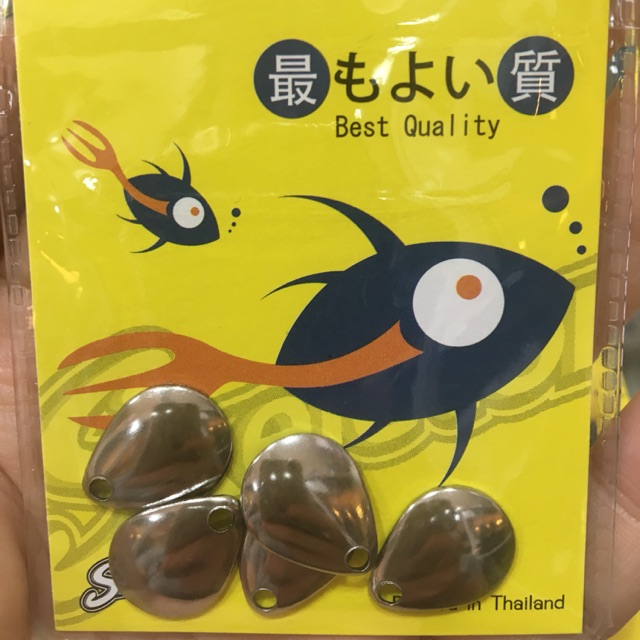 最もよい質
Best Quality
in Thailand